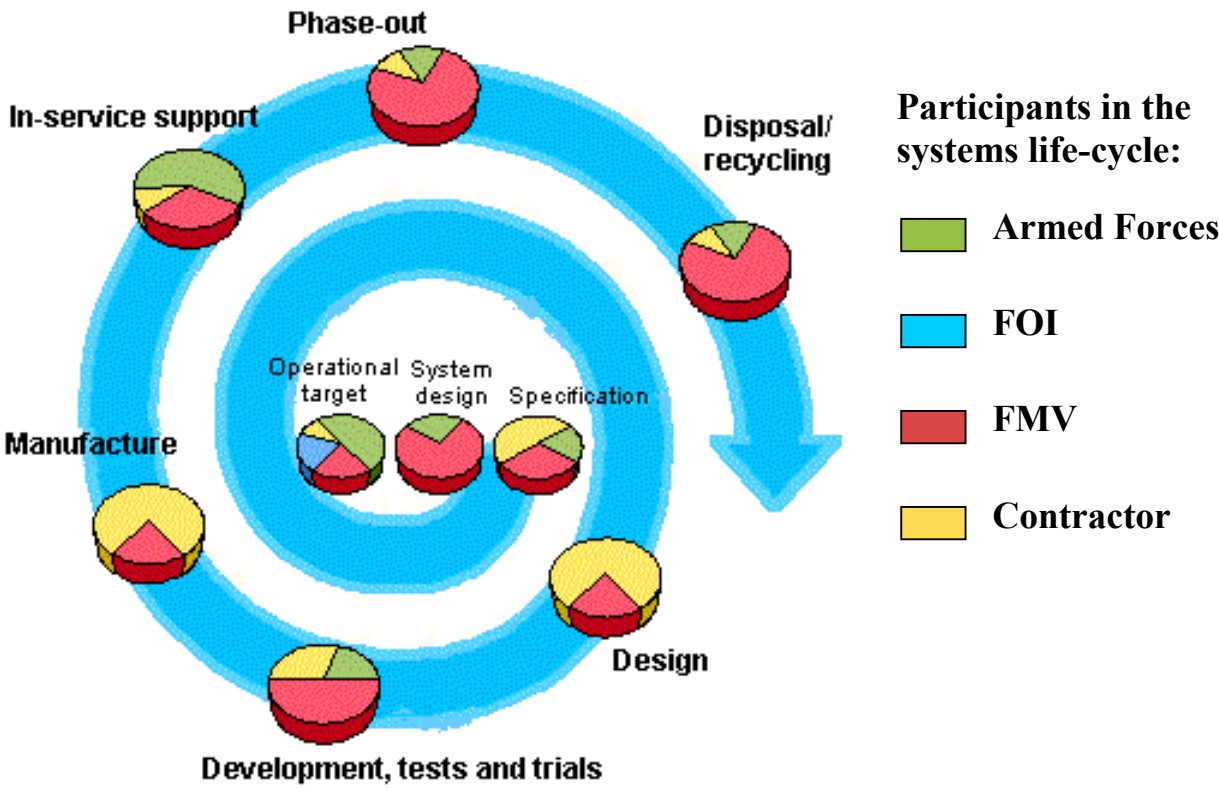 Phase-out
In-service support
Disposal/
recycling
Operational
target
System
design
Specification
Manufacture
Design
Development, tests and trials
Participants in the
systems life-cycle:
Armed Forces
FOI
FMV
Contractor